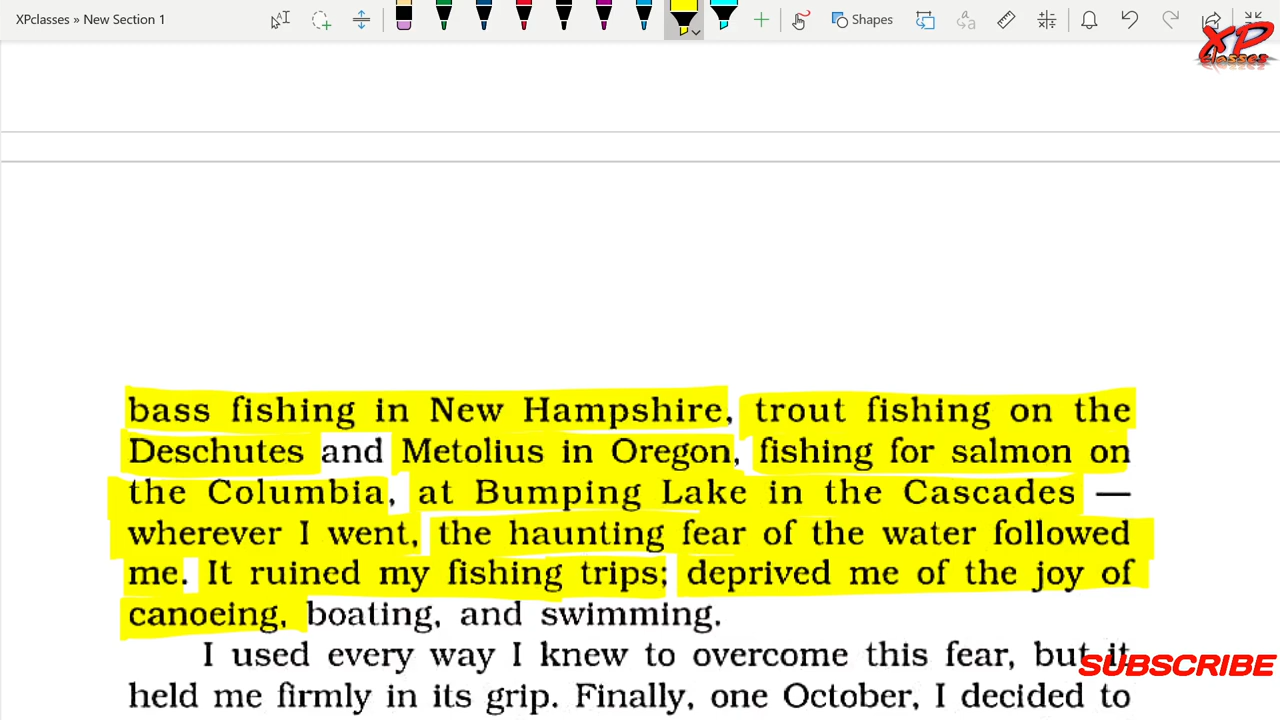 XPclasses » New Section 1
Shapes
XP
classes
bass fishing in New Hampshire, trout fishing on the
Deschutes and Metolius in Oregon, fishing for salmon on
the Columbia, at Bumping Lake in the Cascades —
wherever I went, the haunting fear of the water followed
me. It ruined my fishing trips; deprived me of the joy of
canoeing, boating, and swimming.
I used every way I knew to overcome this fear, but it
held me firmly in its grip. Finally, one October, I decided to
SUBSCRIBE